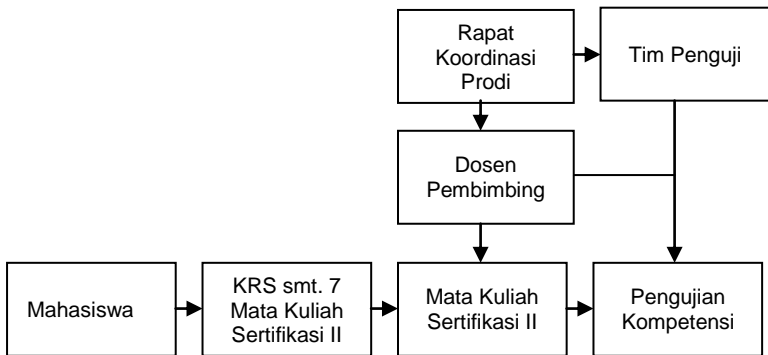 Rapat
Koordinasi
Prodi
Tim Penguji
Dosen
Pembimbing
Mahasiswa
KRS smt. 7
Mata Kuliah
Sertifikasi II
Mata Kuliah
Sertifikasi II
Pengujian
Kompetensi